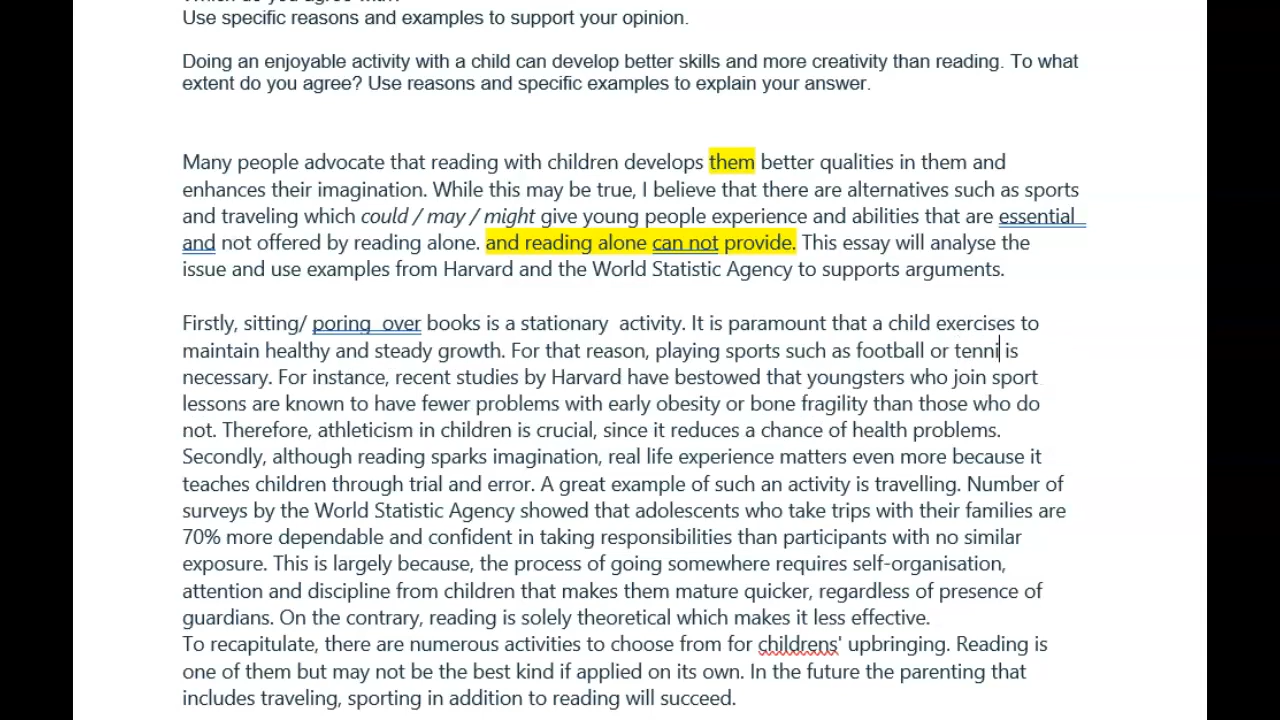 Use specific reasons and examples to support your opinion.
Doing an enjoyable activity with a child can develop better skills and more creativity than reading. To what
extent do you agree? Use reasons and specific examples to explain your answer.
Many people advocate that reading with children develops them better qualities in them and
enhances their imagination. While this may be true, I believe that there are alternatives such as sports
and traveling which could / may / might give young people experience and abilities that are essential
and not offered by reading alone. and reading alone can not provide. This essay will analyse the
issue and use examples from Harvard and the World Statistic Agency to supports arguments.
Firstly, sitting/ poring  over books is a stationary  activity. It is paramount that a child exercises to
maintain healthy and steady growth. For that reason, playing sports such as football or tenni is
necessary. For instance, recent studies by Harvard have bestowed that youngsters who join sport
lessons are known to have fewer problems with early obesity or bone fragility than those who do
not. Therefore, athleticism in children is crucial, since it reduces a chance of health problems.
Secondly, although reading sparks imagination, real life experience matters even more because it
teaches children through trial and error. A great example of such an activity is travelling. Number of
surveys by the World Statistic Agency showed that adolescents who take trips with their families are
70% more dependable and confident in taking responsibilities than participants with no similar
exposure. This is largely because, the process of going somewhere requires self-organisation,
attention and discipline from children that makes them mature quicker, regardless of presence of
guardians. On the contrary, reading is solely theoretical which makes it less effective.
To recapitulate, there are numerous activities to choose from for childrens' upbringing. Reading is
one of them but may not be the best kind if applied on its own. In the future the parenting that
includes traveling, sporting in addition to reading will succeed.